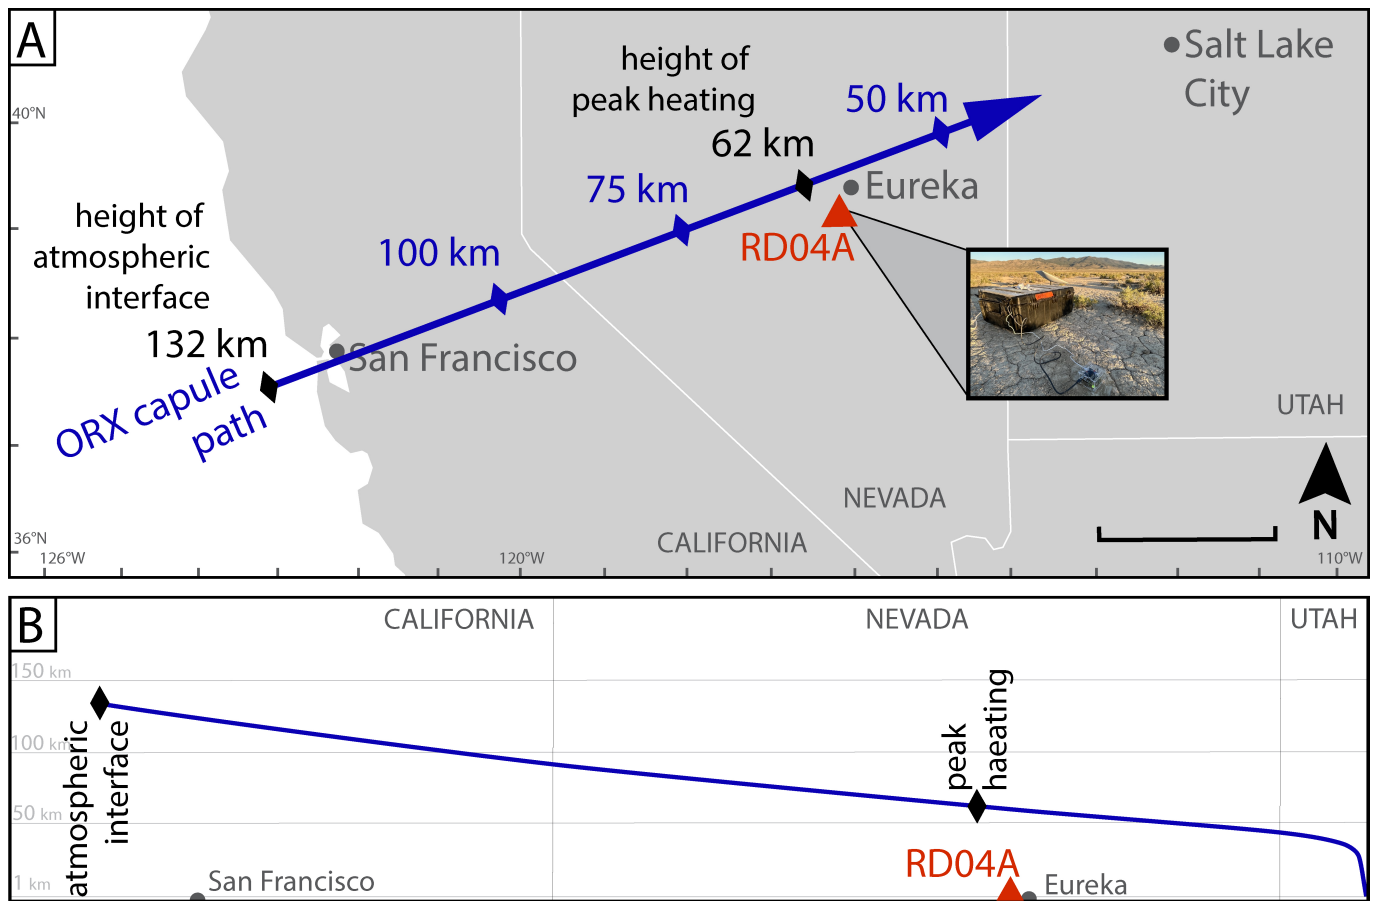 A
Salt Lake
City
height of
peak heating
50 km
40°N
62 km
75 km
Eureka
height of
atmospheric
interface
RD04A
100 km
132 km
San Francisco
ORX capule
path
UTAH
NEVADA
N
CALIFORNIA
36°N
126°W
120°W
110°W
B
CALIFORNIA
NEVADA
UTAH
150 km
100 km
50 km
1 km
atmospheric
interface
peak
haeating
RD04A
San Francisco
Eureka